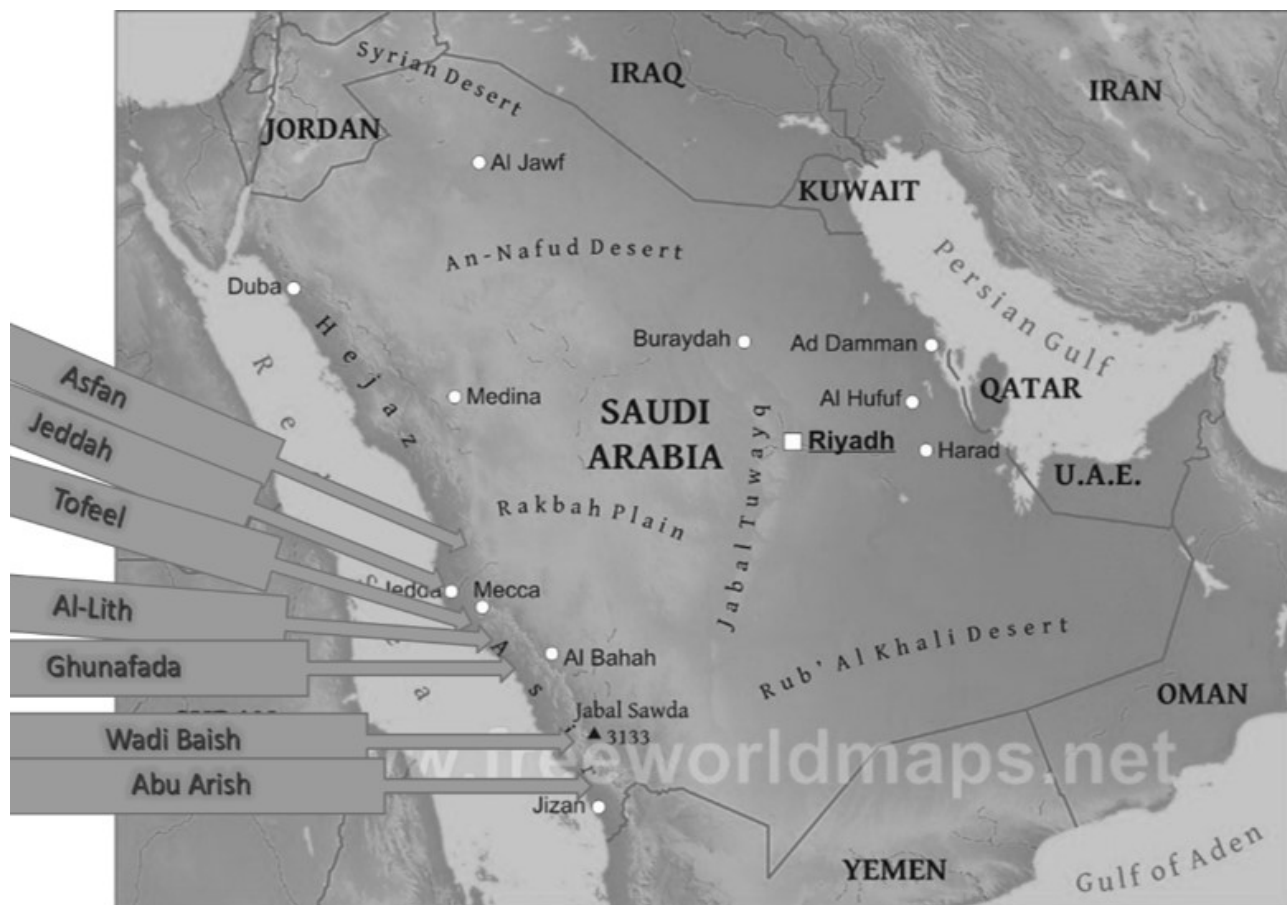 Syrian Desert
IRAQ
IRAN
JORDAN
Al Jawf
KUWAIT
An-Nafud Desert
Persian Gulf
Duba
Hejaz
Buraydah
Ad Damman
Asfan
Medina
SAUDI
ARABIA
Al Hufuf
QATAR
Jeddah
Riyadh
Harad
U.A.E.
Jabal Tuwayq
Tofeel
Rakbah Plain
Jedda
Mecca
Al-Lith
Asir
Al Bahah
Rub' Al Khali Desert
Ghunafada
OMAN
Jabal Sawda
3133
Wadi Baish
www.freeworldmaps.net
Abu Arish
Jizan
YEMEN
Gulf of Aden